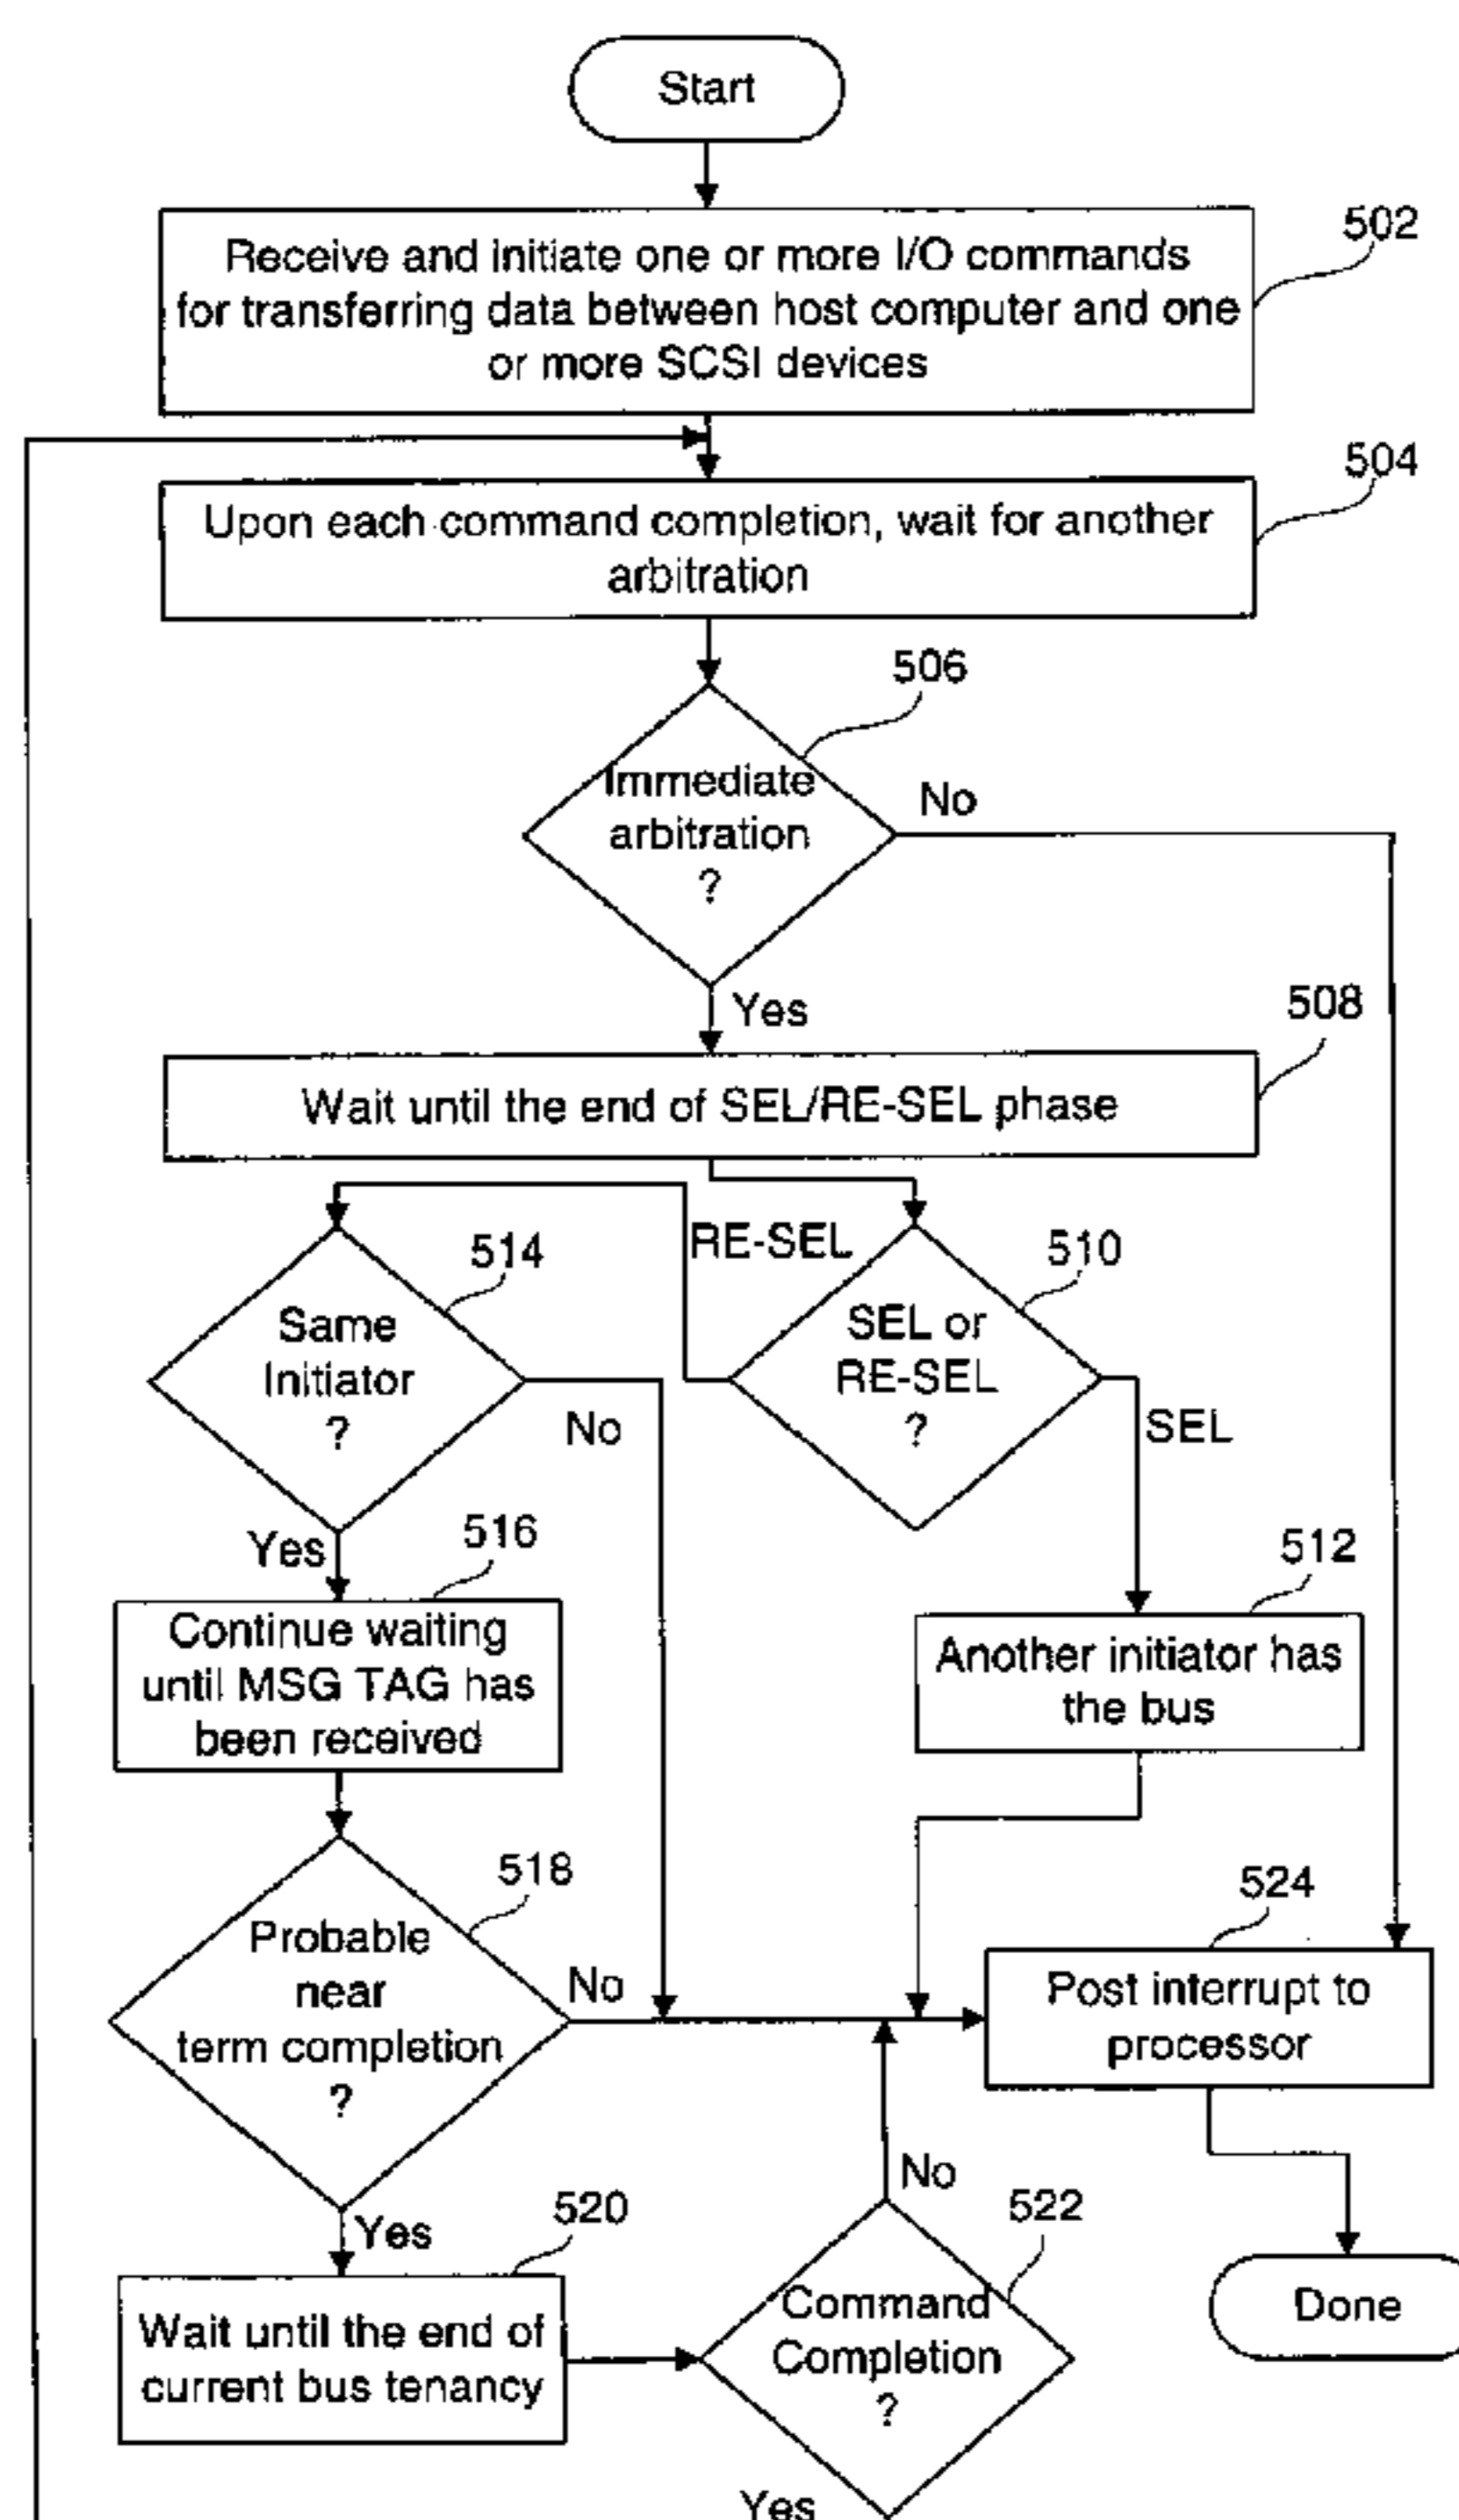 Start
502
Receive and initiate one or more I/O commands
for transferring data between host computer and one
or more SCSI devices
504
Upon each command completion, wait for another
arbitration
506
Immediate
arbitration
?
No
Yes
508
Wait until the end of SEL/RE-SEL phase
RE-SEL
514
510
Same
Initiator
?
SEL or
RE-SEL
?
No
SEL
Yes
516
512
Continue waiting
until MSG TAG has
been received
Another initiator has
the bus
518
524
Probable
near
term completion
?
No
Post interrupt to
processor
No
Yes
520
522
Wait until the end of
current bus tenancy
Command
Completion
?
Done
Yes